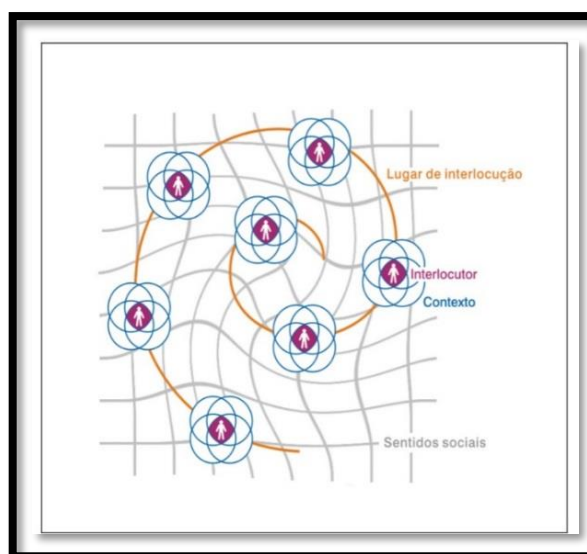 Lugar de interlocução
Interlocutor
Contexto
Sentidos sociais